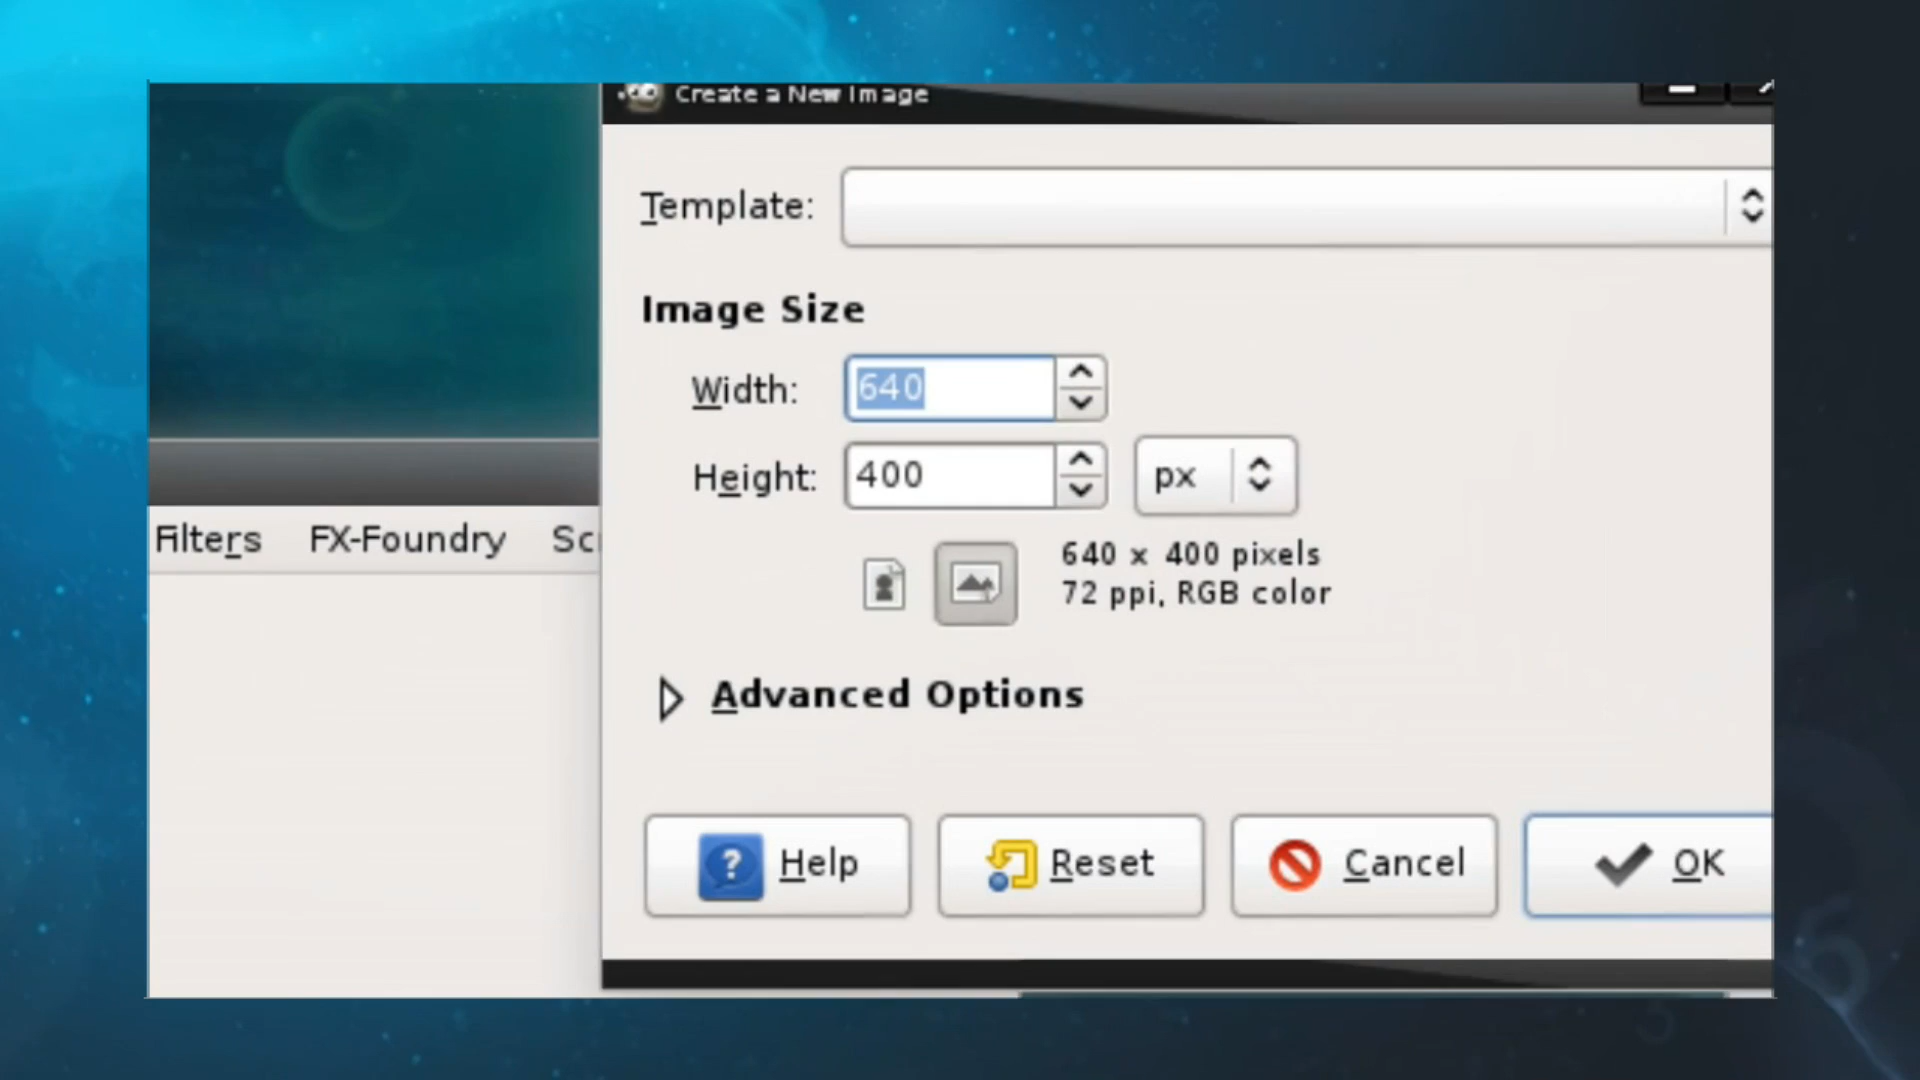 Create a New Image
Template:
Image Size
Width: 640
Height: 400 px
640 x 400 pixels
72 ppi, RGB color
Filters FX-Foundry Sc
Advanced Options
Help Reset Cancel OK